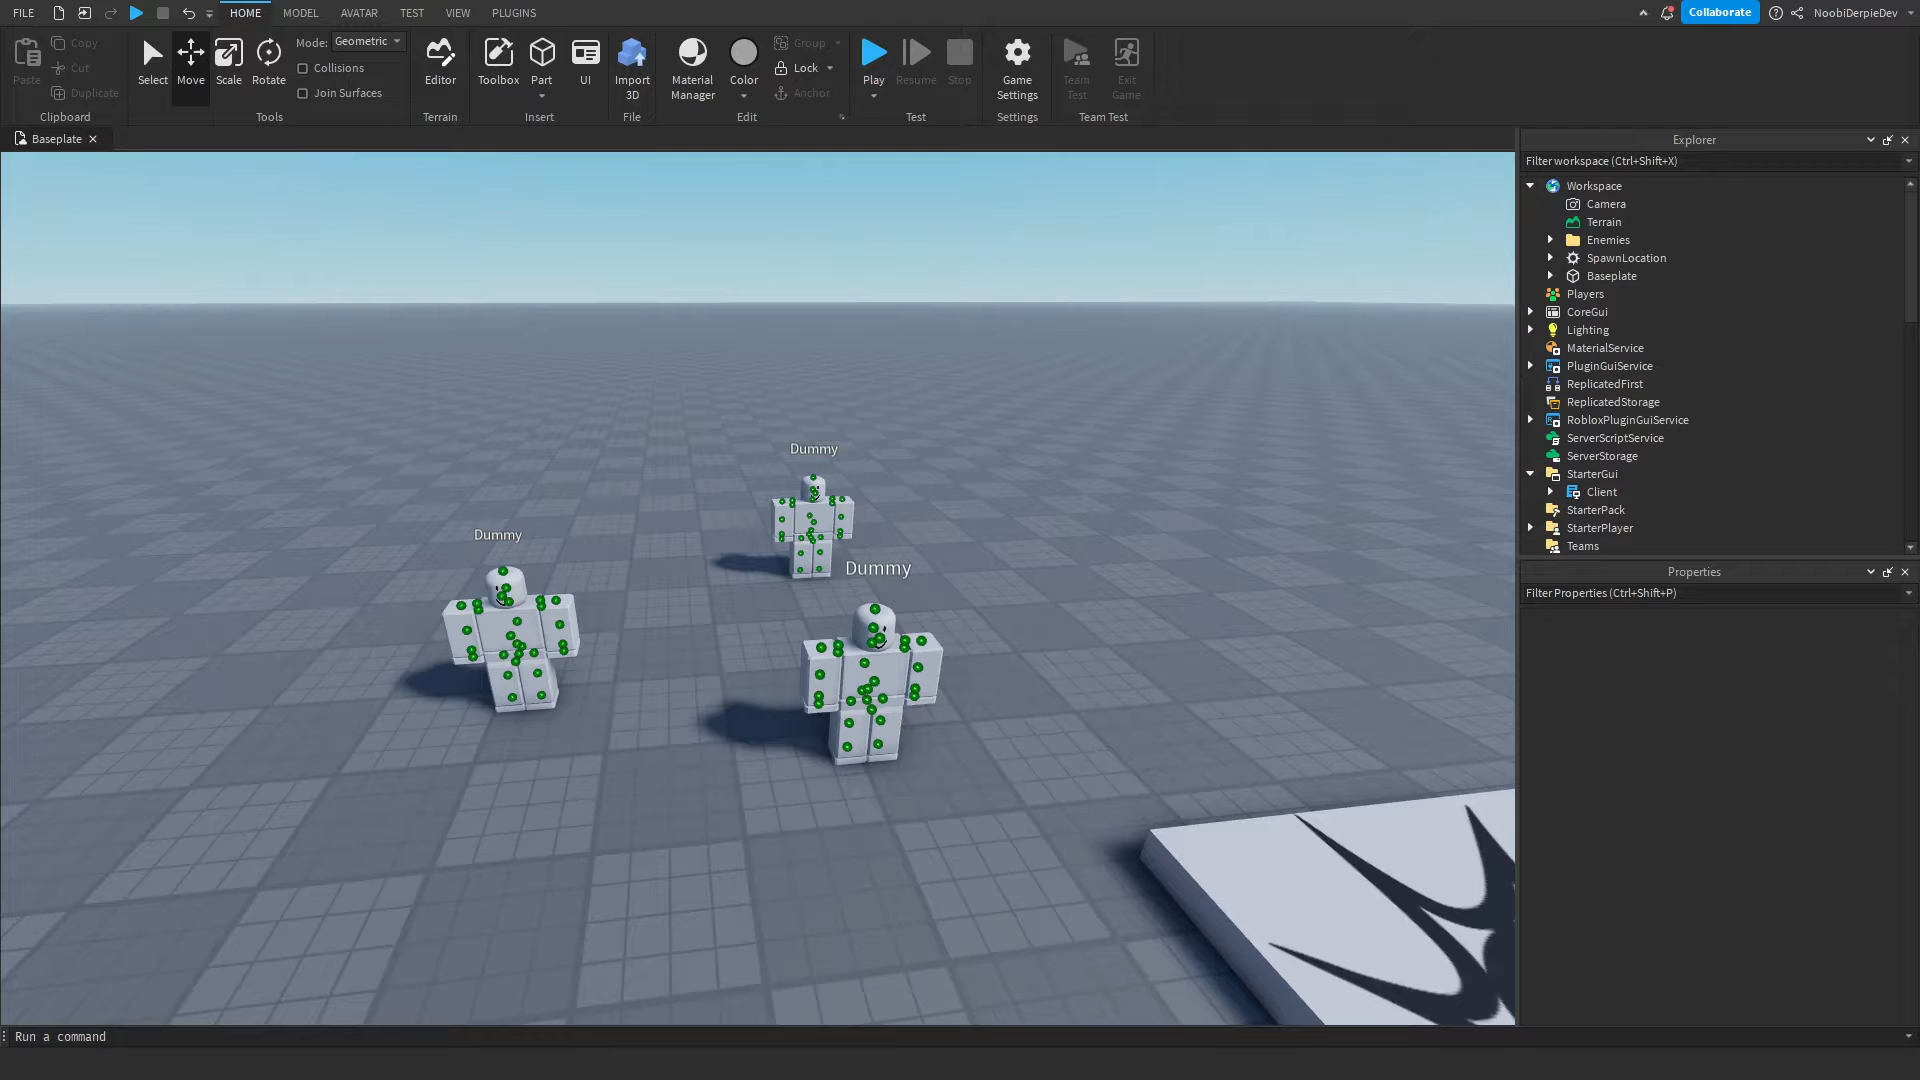 FILE HOME MODEL AVATAR TEST VIEW PLUGINS Collaborate NoobiDerpieDev
Paste
Copy
Cut
Duplicate
Clipboard
Select Move Scale Rotate
Mode: Geometric
Collisions
Join Surfaces
Tools
Editor
Terrain
Toolbox Part UI
Insert
Import
3D
File
Material
Manager
Color
Group
Lock
Anchor
Edit
Play Resume Stop
Test
Game
Settings
Settings
Team
Test
Exit
Game
Team Test
Baseplate
Dummy
Dummy
Dummy
Explorer
Filter workspace (Ctrl+Shift+X)
Workspace
Camera
Terrain
Enemies
SpawnLocation
Baseplate
Players
CoreGui
Lighting
MaterialService
PluginGuiService
ReplicatedFirst
ReplicatedStorage
RobloxPluginGuiService
ServerScriptService
ServerStorage
StarterGui
Client
StarterPack
StarterPlayer
Teams
Properties
Filter Properties (Ctrl+Shift+P)
Run a command